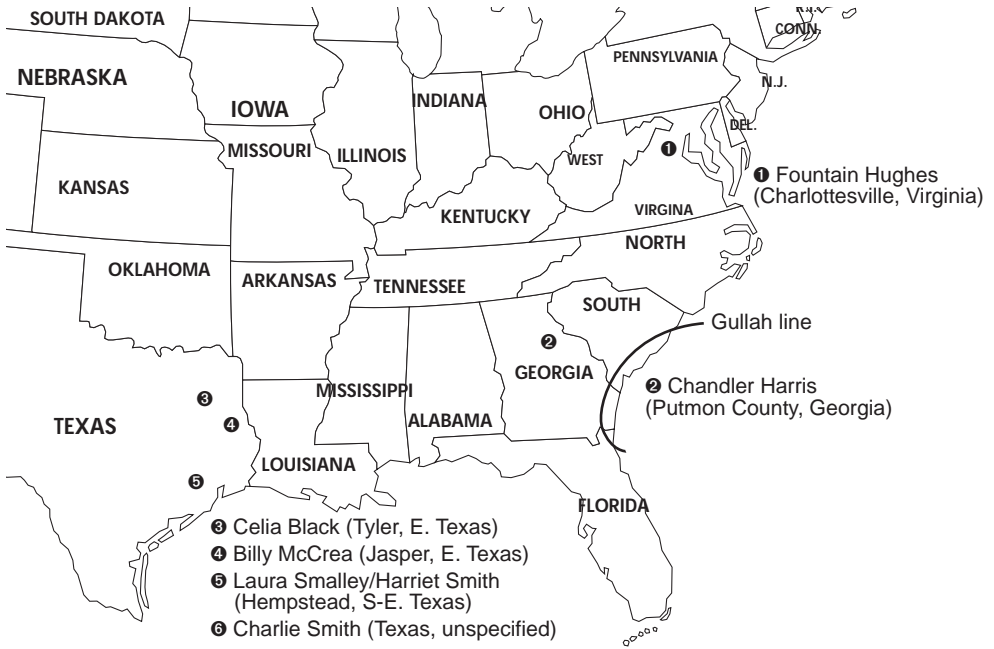 SOUTH DAKOTA
R.I.
CONN.
NEBRASKA
PENNSYLVANIA
N.J.
IOWA
INDIANA
OHIO
DEL.
MISSOURI
ILLINOIS
WEST
❶
KANSAS
❶ Fountain Hughes
(Charlottesville, Virginia)
KENTUCKY
VIRGINA
NORTH
OKLAHOMA
ARKANSAS
TENNESSEE
SOUTH
Gullah line
❷
GEORGIA
❷ Chandler Harris
(Putmon County, Georgia)
MISSISSIPPI
❸
TEXAS
❹
ALABAMA
LOUISIANA
❺
FLORIDA
❸ Celia Black (Tyler, E. Texas)
❹ Billy McCrea (Jasper, E. Texas)
❺ Laura Smalley/Harriet Smith
(Hempstead, S-E. Texas)
❻ Charlie Smith (Texas, unspecified)